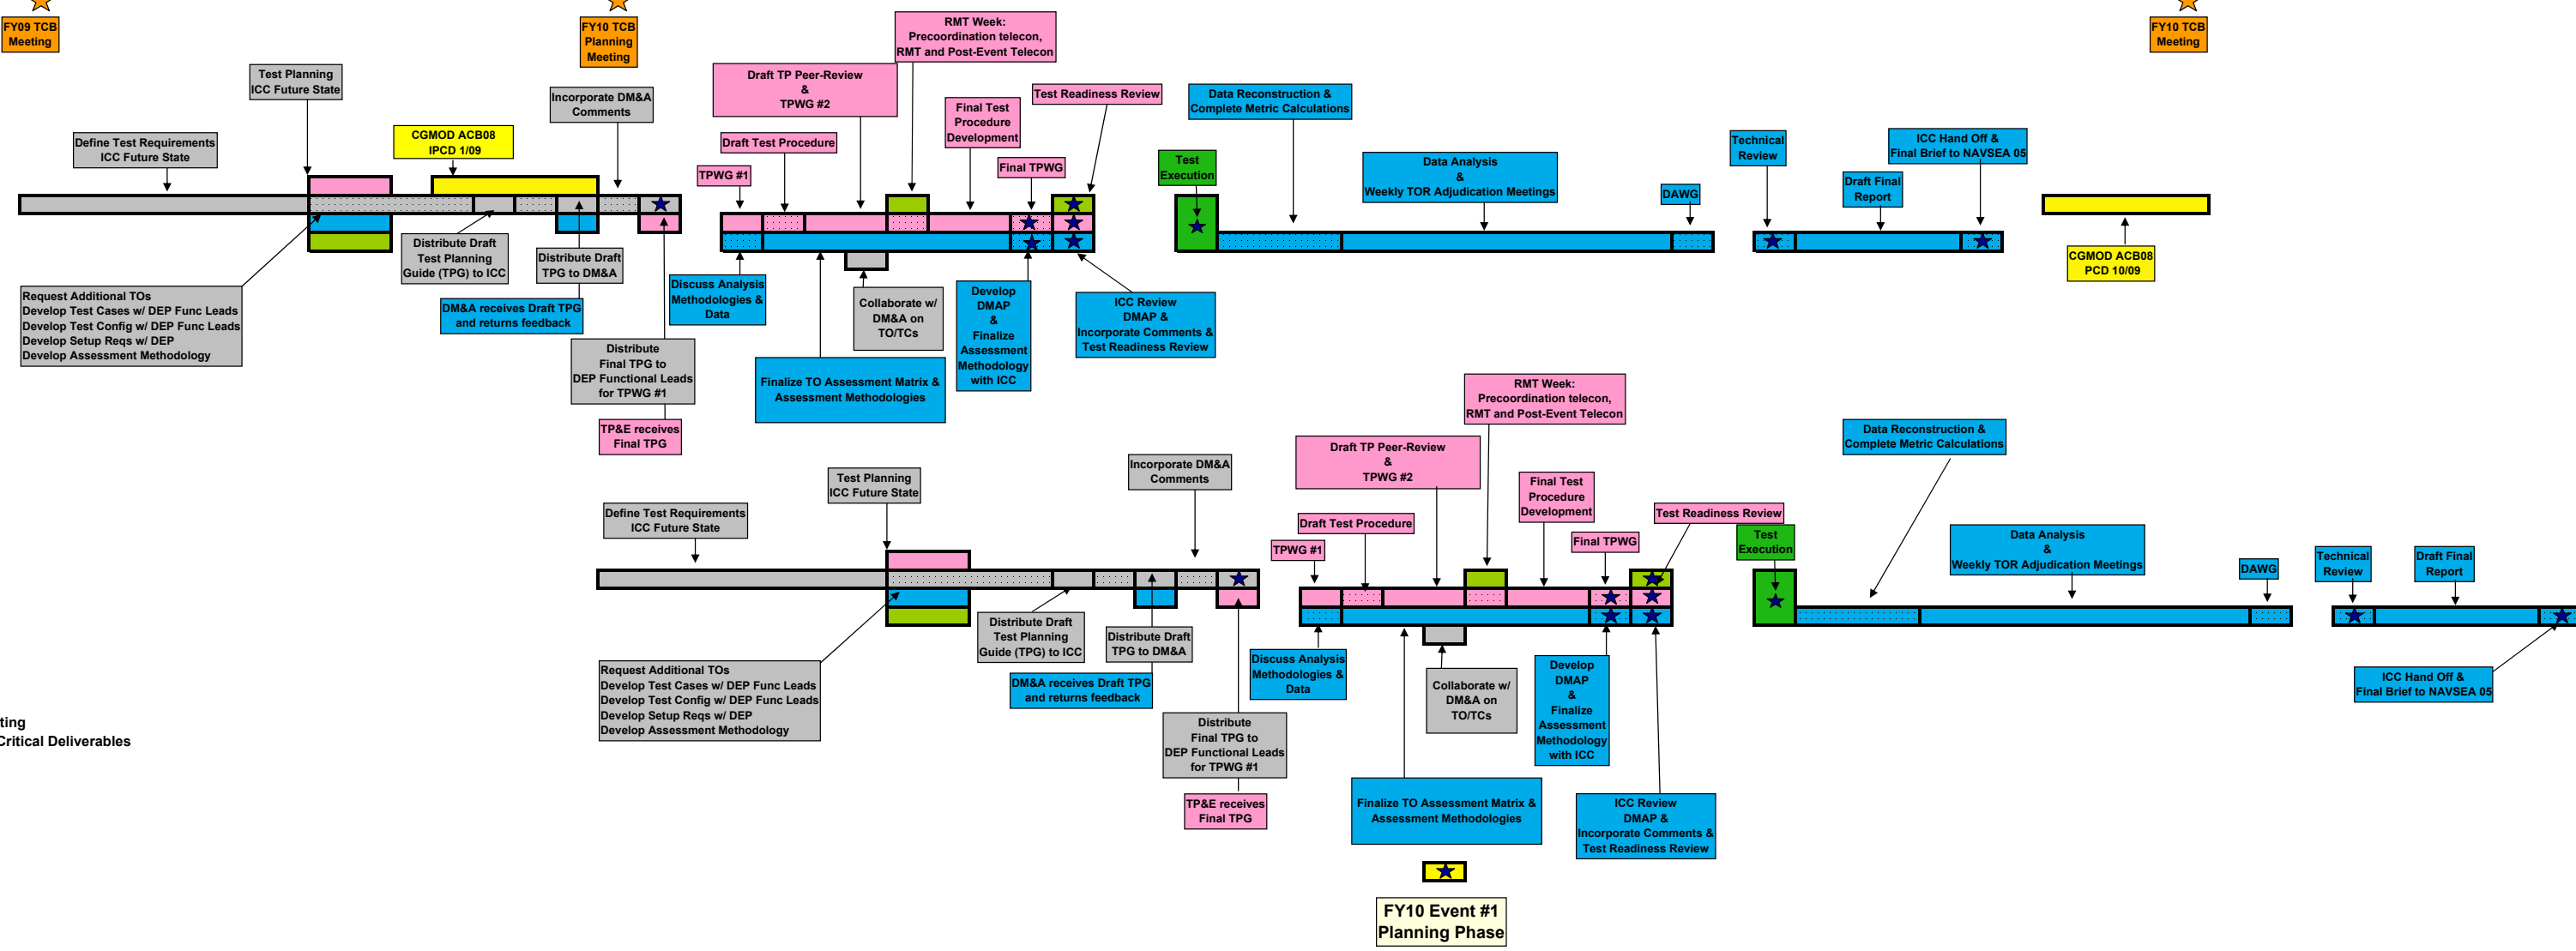 FY09 TCB
Meeting
FY10 TCB
Planning
Meeting
FY10 TCB
Meeting
RMT Week:
Precoordination telecon,
RMT and Post-Event Telecon
Test Planning
ICC Future State
Draft TP Peer-Review
&
TPWG #2
Incorporate DM&A
Comments
Final Test
Procedure
Development
Test Readiness Review
Data Reconstruction &
Complete Metric Calculations
Define Test Requirements
ICC Future State
CGMOD ACB08
IPCD 1/09
Draft Test Procedure
TPWG #1
Final TPWG
Test
Execution
Data Analysis
&
Weekly TOR Adjudication Meetings
DAWG
Technical
Review
Draft Final
Report
ICC Hand Off &
Final Brief to NAVSEA 05
Request Additional TOs
Develop Test Cases w/ DEP Func Leads
Develop Test Config w/ DEP Func Leads
Develop Setup Reqs w/ DEP
Develop Assessment Methodology
Distribute Draft
Test Planning
Guide (TPG) to ICC
Distribute Draft
TPG to DM&A
DM&A receives Draft TPG
and returns feedback
Distribute
Final TPG to
DEP Functional Leads
for TPWG #1
TP&E receives
Final TPG
Discuss Analysis
Methodologies &
Data
Finalize TO Assessment Matrix &
Assessment Methodologies
Collaborate w/
DM&A on
TO/TCs
Develop
DMAP
&
Finalize
Assessment
Methodology
with ICC
ICC Review
DMAP &
Incorporate Comments &
Test Readiness Review
CGMOD ACB08
PCD 10/09
RMT Week:
Precoordination telecon,
RMT and Post-Event Telecon
Test Planning
ICC Future State
Incorporate DM&A
Comments
Draft TP Peer-Review
&
TPWG #2
Final Test
Procedure
Development
Data Reconstruction &
Complete Metric Calculations
Define Test Requirements
ICC Future State
TPWG #1
Draft Test Procedure
Final TPWG
Test Readiness Review
Test
Execution
Data Analysis
&
Weekly TOR Adjudication Meetings
DAWG
Technical
Review
Draft Final
Report
Request Additional TOs
Develop Test Cases w/ DEP Func Leads
Develop Test Config w/ DEP Func Leads
Develop Setup Reqs w/ DEP
Develop Assessment Methodology
Distribute Draft
Test Planning
Guide (TPG) to ICC
Distribute Draft
TPG to DM&A
DM&A receives Draft TPG
and returns feedback
Distribute
Final TPG to
DEP Functional Leads
for TPWG #1
TP&E receives
Final TPG
Discuss Analysis
Methodologies &
Data
Finalize TO Assessment Matrix &
Assessment Methodologies
Collaborate w/
DM&A on
TO/TCs
Develop
DMAP
&
Finalize
Assessment
Methodology
with ICC
ICC Review
DMAP &
Incorporate Comments &
Test Readiness Review
ICC Hand Off &
Final Brief to NAVSEA 05
ting
Critical Deliverables
FY10 Event #1
Planning Phase